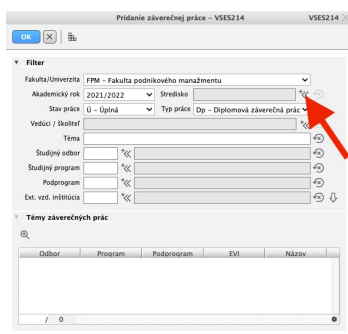 Pridanie záverečnej práce – VSES214 VSES214
OK
Filter
Fakulta/Univerzita FPM – Fakulta podnikového manažmentu
Akademický rok 2021/2022 Stredisko
Stav práce Ú – Úplná Typ práce Dp – Diplomová záverečná prác
Vedúci / školiteľ
Téma
Študijný odbor
Študijný program
Podprogram
Ext. vzd. inštitúcia
Témy záverečných prác
Odbor Program Podprogram EVI Názov
/ 0